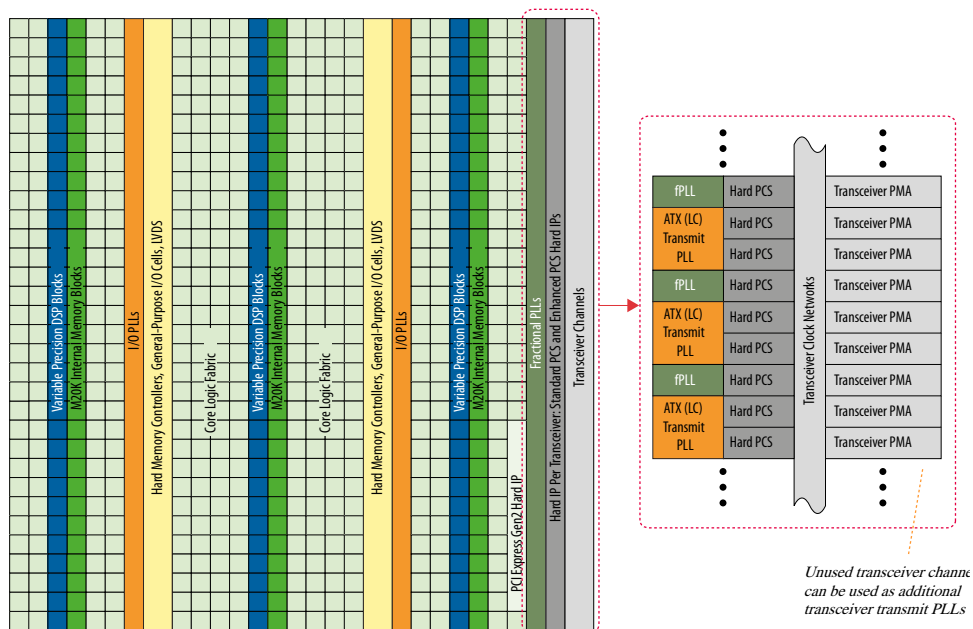 Variable Precision DSP Blocks
M20K Internal Memory Blocks
I/O PLLs
Hard Memory Controllers, General-Purpose I/O Cells, LVDS
Core Logic Fabric
Variable Precision DSP Blocks
M20K Internal Memory Blocks
Core Logic Fabric
Hard Memory Controllers, General-Purpose I/O Cells, LVDS
I/O PLLs
Variable Precision DSP Blocks
M20K Internal Memory Blocks
PCI Express Gen2 Hard IP
Fractional PLLs
Hard IP Per Transceiver: Standard PCS and Enhanced PCS Hard IPs
Transceiver Channels
fPLL
Hard PCS
Transceiver PMA
ATX (LC)
Transmit
PLL
Hard PCS
Transceiver PMA
Hard PCS
Transceiver PMA
fPLL
Hard PCS
Transceiver PMA
ATX (LC)
Transmit
PLL
Hard PCS
Transceiver PMA
Hard PCS
Transceiver PMA
fPLL
Hard PCS
Transceiver PMA
ATX (LC)
Transmit
PLL
Hard PCS
Transceiver PMA
Hard PCS
Transceiver PMA
Transceiver Clock Networks
Unused transceiver channe
can be used as additional
transceiver transmit PLLs